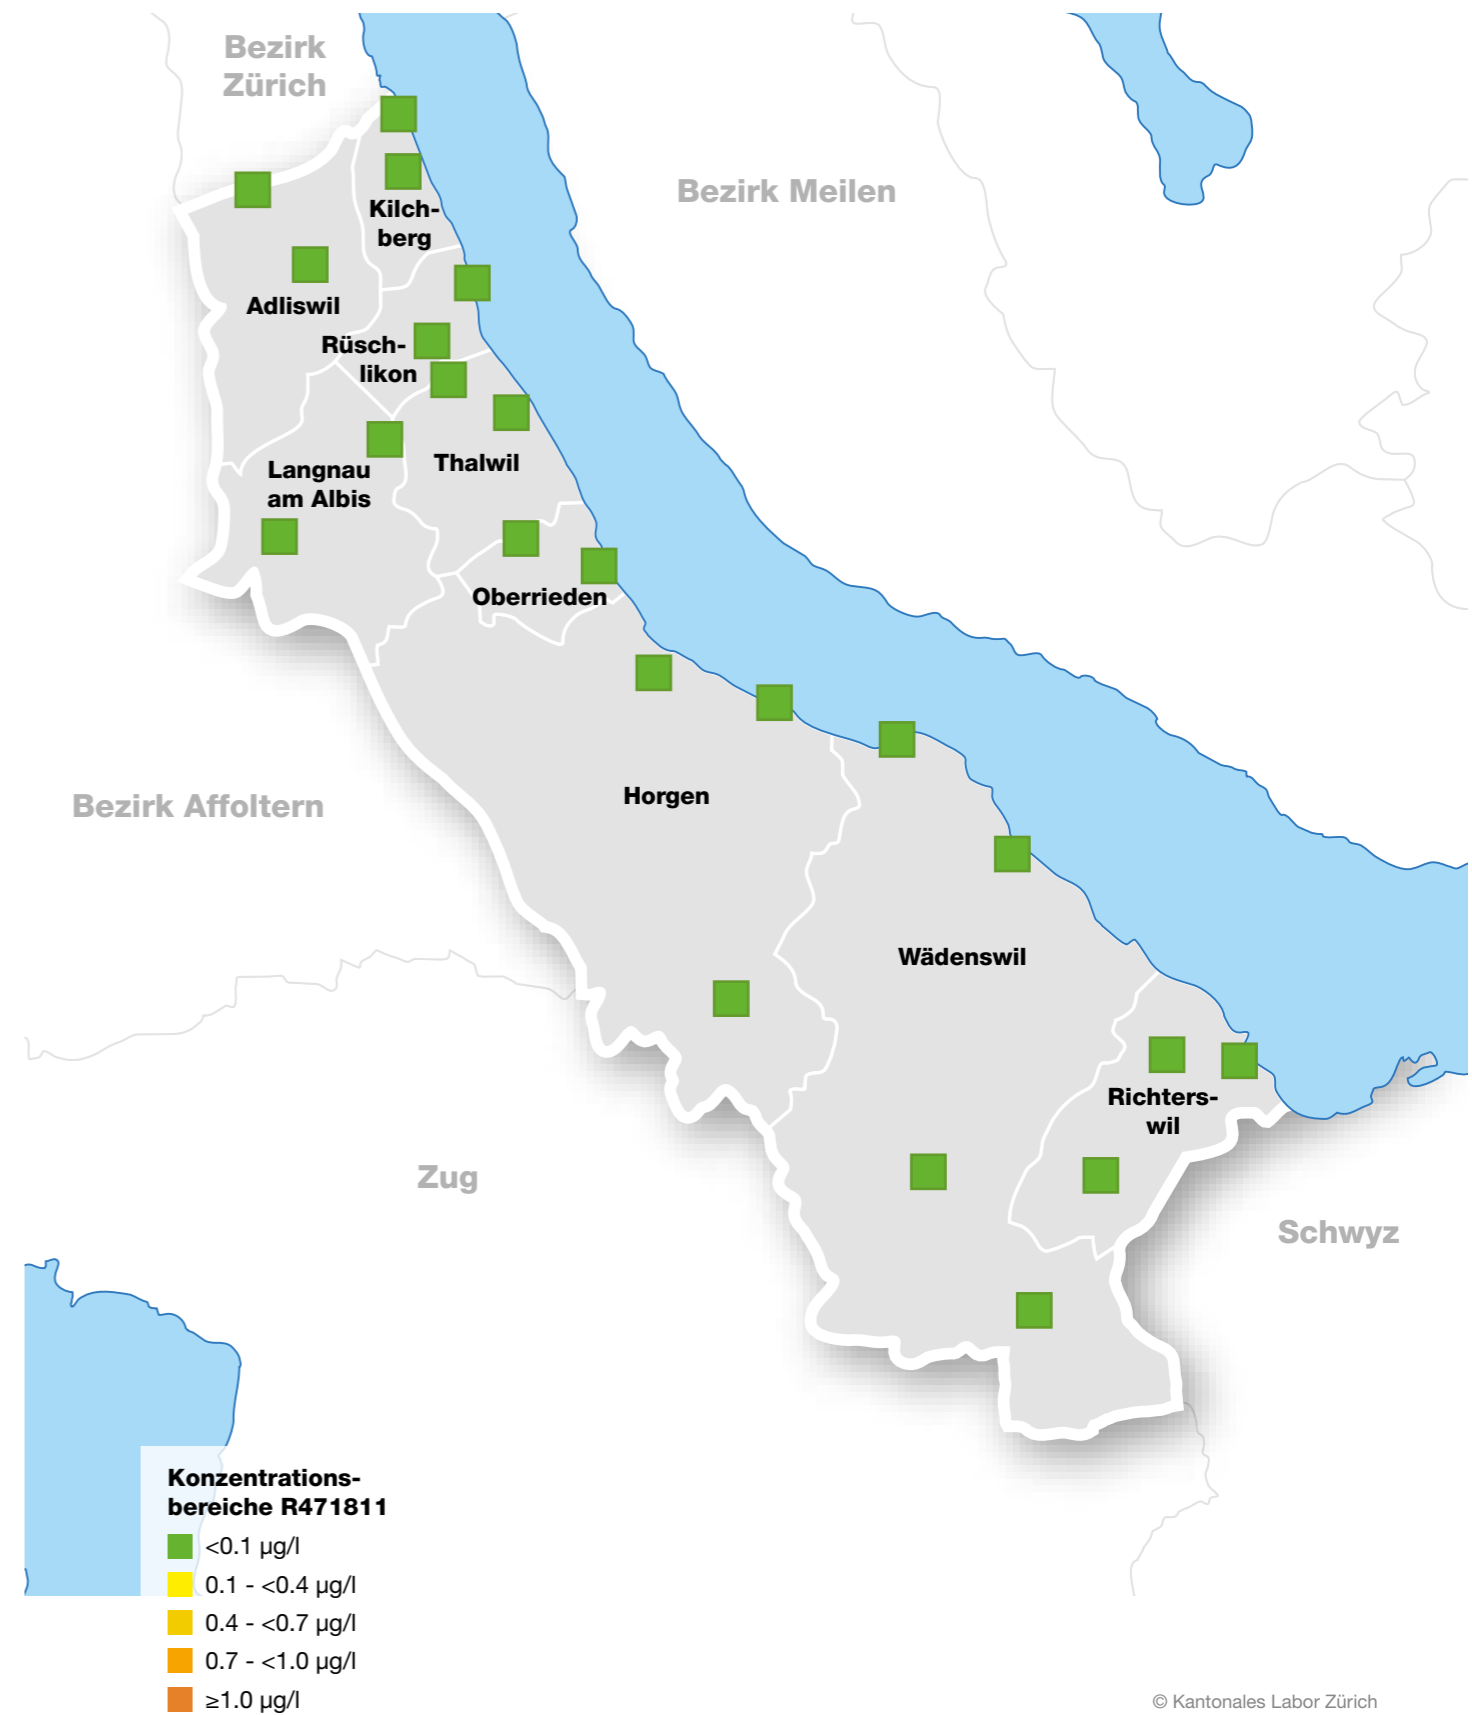 Bezirk
Zürich
Bezirk Meilen
Kilch-
berg
Adliswil
Rüsch-
likon
Langnau
am Albis
Thalwil
Oberrieden
Horgen
Bezirk Affoltern
Wädenswil
Richters-
wil
Zug
Schwyz
Konzentrations-
bereiche R471811
<0.1 µg/l
0.1 - <0.4 µg/l
0.4 - <0.7 µg/l
0.7 - <1.0 µg/l
≥1.0 µg/l
© Kantonales Labor Zürich